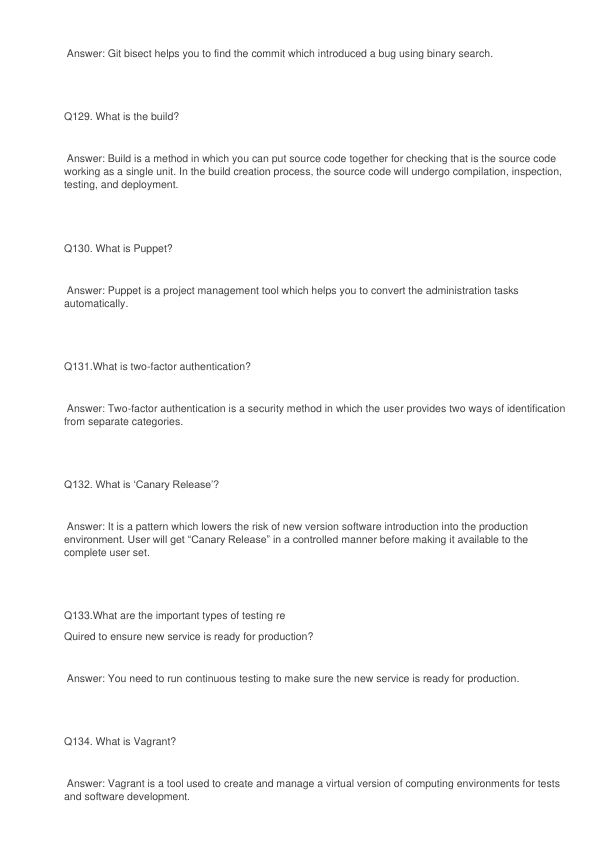 Answer: Git bisect helps you to find the commit which introduced a bug using binary search.
Q129. What is the build?
Answer: Build is a method in which you can put source code together for checking that is the source code
working as a single unit. In the build creation process, the source code will undergo compilation, inspection,
testing, and deployment.
Q130. What is Puppet?
Answer: Puppet is a project management tool which helps you to convert the administration tasks
automatically.
Q131.What is two-factor authentication?
Answer: Two-factor authentication is a security method in which the user provides two ways of identification
from separate categories.
Q132. What is ‘Canary Release’?
Answer: It is a pattern which lowers the risk of new version software introduction into the production
environment. User will get “Canary Release” in a controlled manner before making it available to the
complete user set.
Q133.What are the important types of testing re
Quired to ensure new service is ready for production?
Answer: You need to run continuous testing to make sure the new service is ready for production.
Q134. What is Vagrant?
Answer: Vagrant is a tool used to create and manage a virtual version of computing environments for tests
and software development.